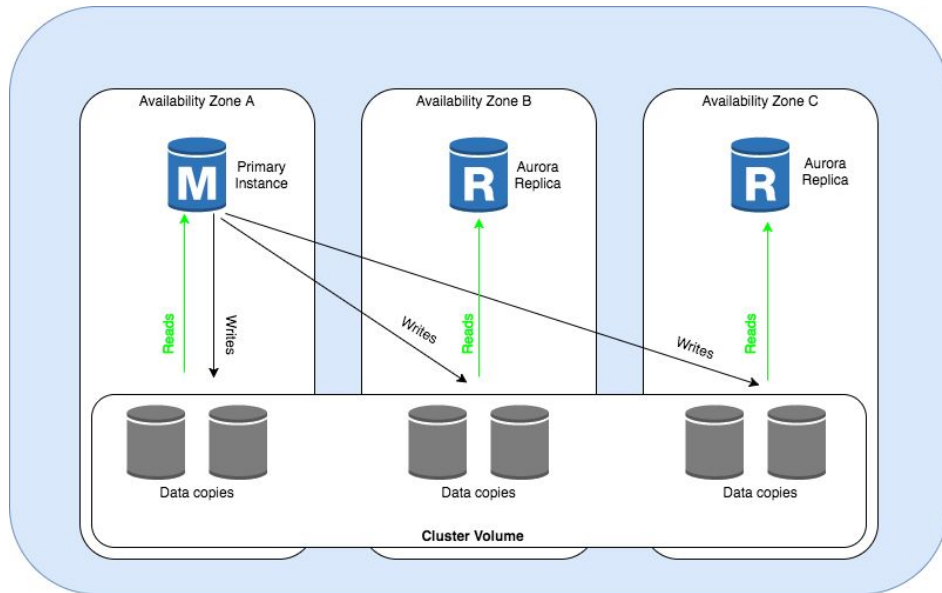 Availability Zone A
Availability Zone B
Availability Zone C
M
Primary
Instance
R
Aurora
Replica
R
Aurora
Replica
Reads
Writes
Writes
Reads
Writes
Reads
Data copies
Data copies
Data copies
Cluster Volume